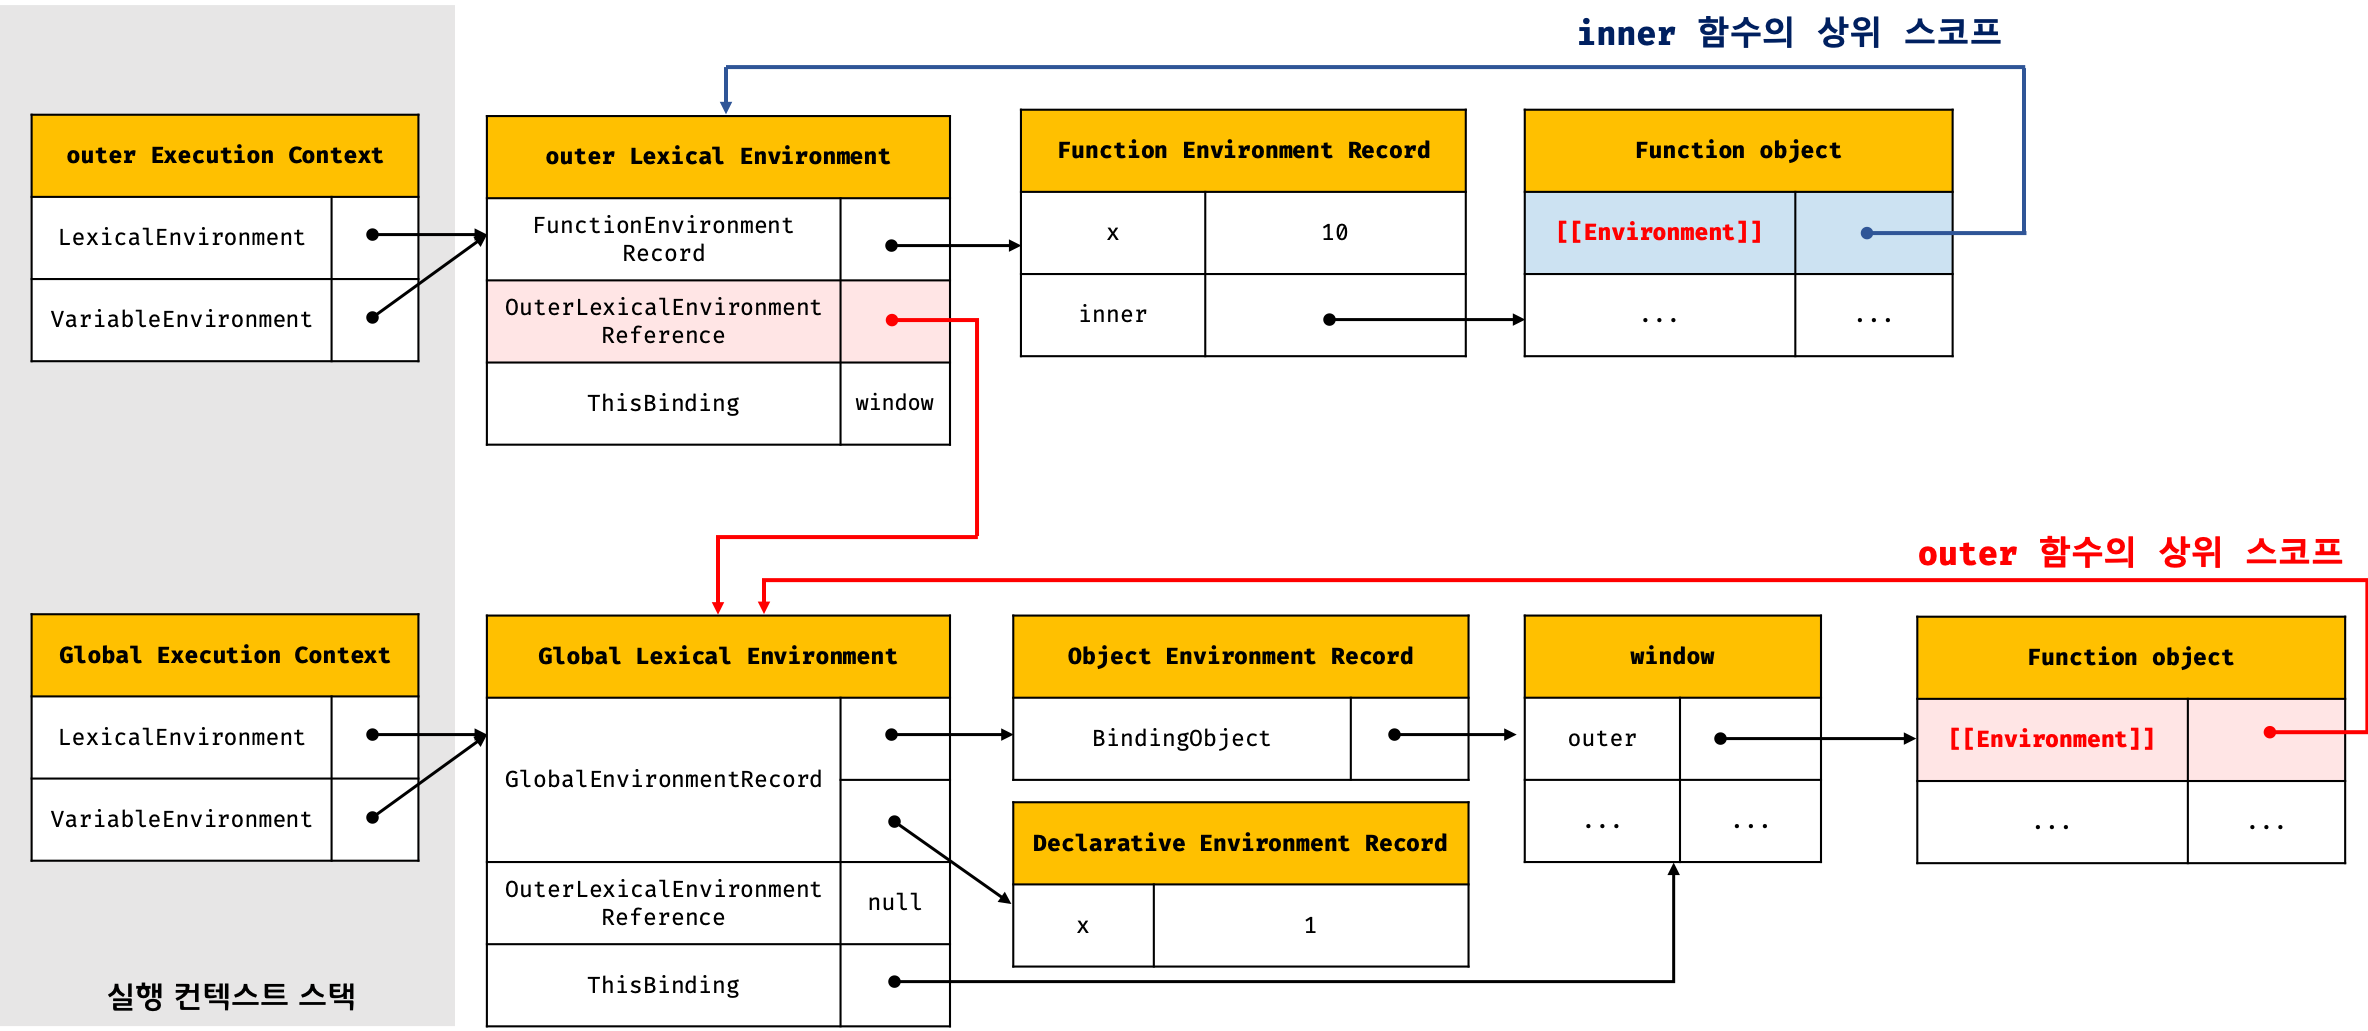 inner 함수의 상위 스코프
outer Execution Context
LexicalEnvironment
VariableEnvironment
outer Lexical Environment
FunctionEnvironment
Record
OuterLexicalEnvironment
Reference
ThisBinding
window
Function Environment Record
x
10
inner
Function object
[[Environment]]
...
...
outer 함수의 상위 스코프
Global Execution Context
LexicalEnvironment
VariableEnvironment
Global Lexical Environment
GlobalEnvironmentRecord
OuterLexicalEnvironment
Reference
null
ThisBinding
Object Environment Record
BindingObject
Declarative Environment Record
x
1
window
outer
...
...
Function object
[[Environment]]
...
...
실행 컨텍스트 스택